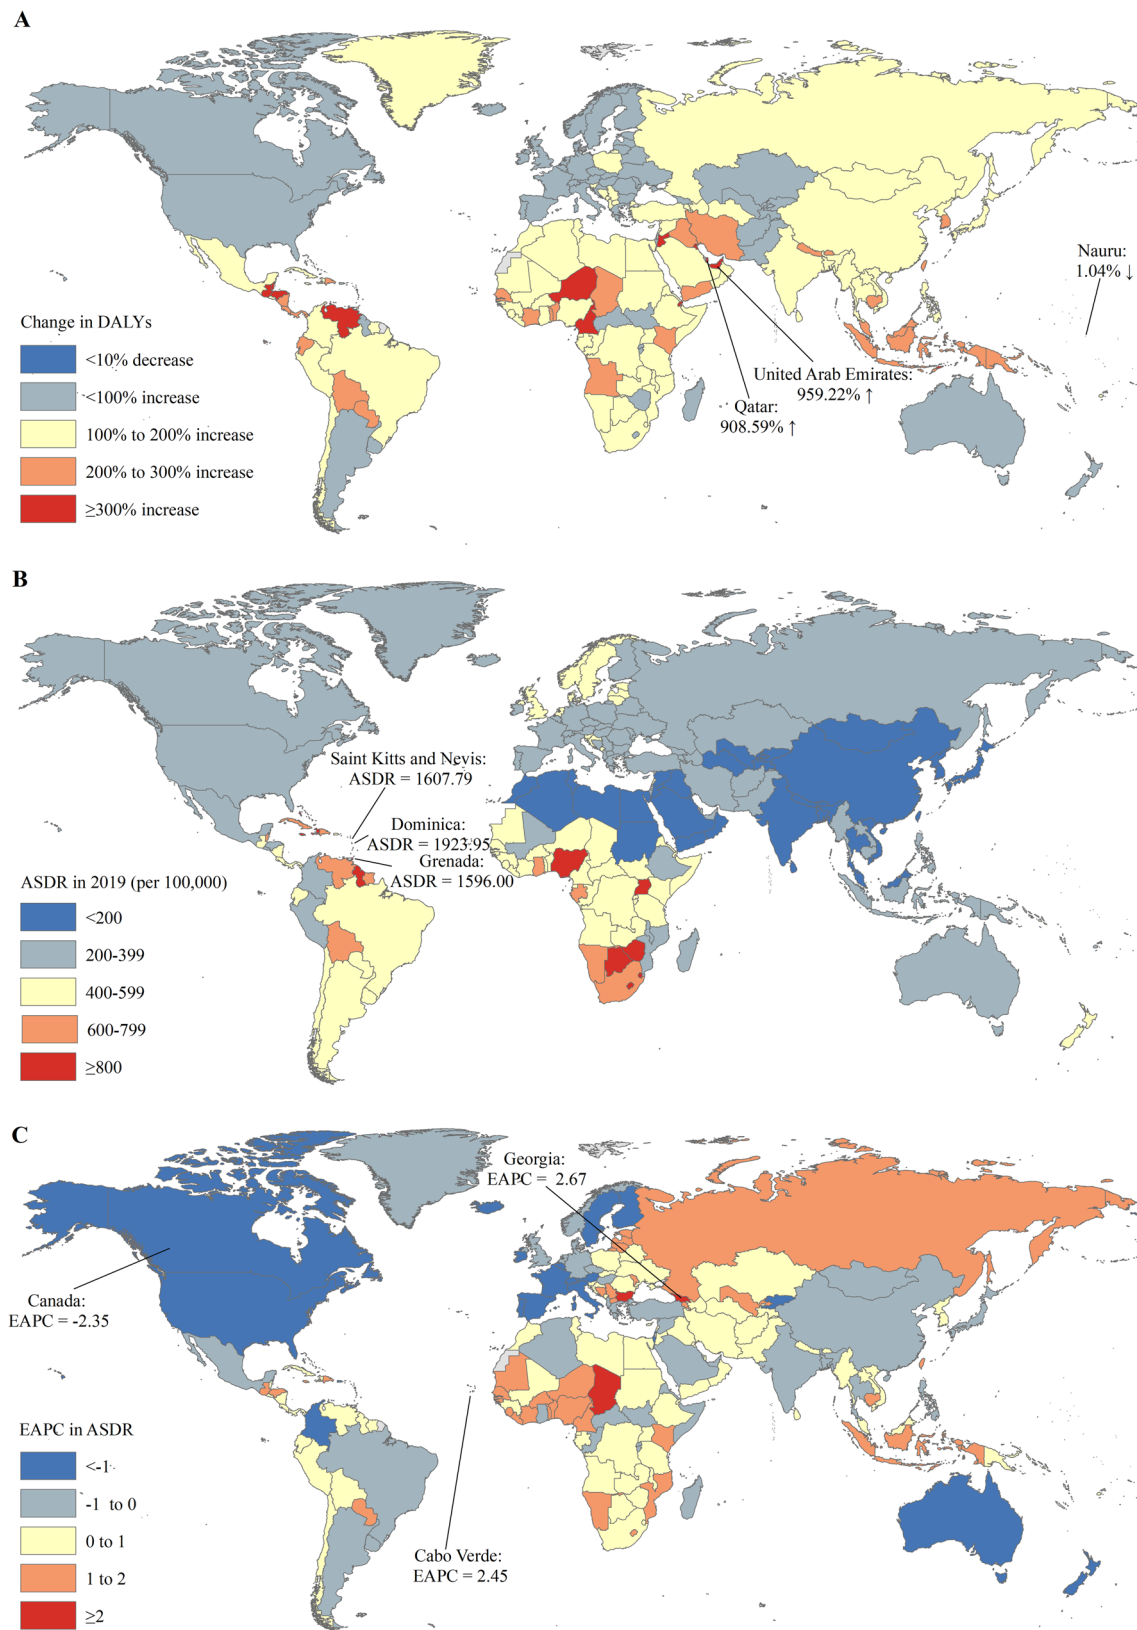 A
Nauru:
1.04% ↓
Change in DALYs
<10% decrease
<100% increase
100% to 200% increase
200% to 300% increase
≥300% increase
United Arab Emirates:
959.22% ↑
Qatar:
908.59% ↑
B
Saint Kitts and Nevis:
ASDR = 1607.79
Dominica:
ASDR = 1923.95
Grenada:
ASDR = 1596.00
ASDR in 2019 (per 100,000)
<200
200-399
400-599
600-799
≥800
C
Georgia:
EAPC = 2.67
Canada:
EAPC = -2.35
EAPC in ASDR
<-1
-1 to 0
0 to 1
1 to 2
≥2
Cabo Verde:
EAPC = 2.45